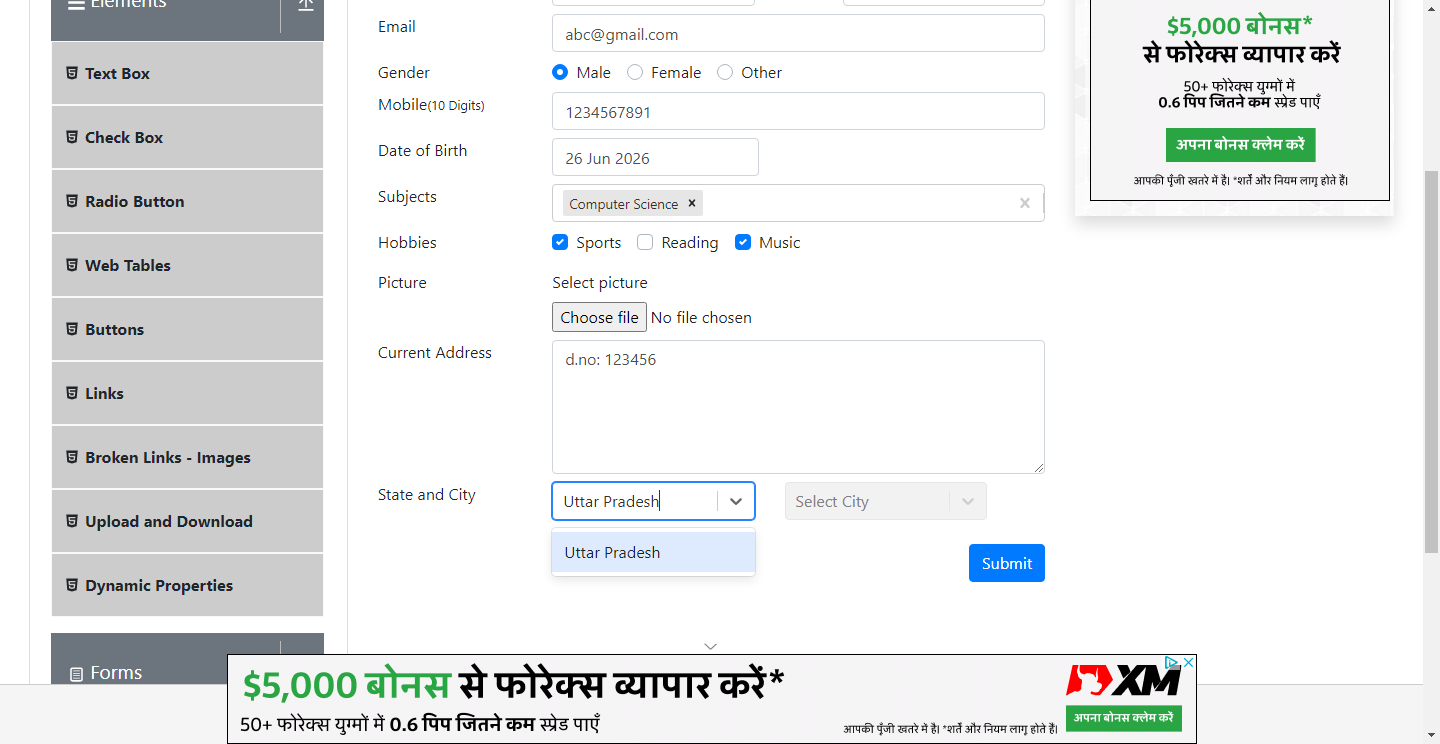 Elements
Text Box
Check Box
Radio Button
Web Tables
Buttons
Links
Broken Links - Images
Upload and Download
Dynamic Properties
Forms
Email
abc@gmail.com
Gender
Male Female Other
Mobile(10 Digits)
1234567891
Date of Birth
26 Jun 2026
Subjects
Computer Science ×
Hobbies
Sports Reading Music
Picture
Select picture
Choose file No file chosen
Current Address
d.no: 123456
State and City
Uttar Pradesh
Select City
Uttar Pradesh
Submit
$5,000 बोनस*
से फोरेक्स व्यापार करें
50+ फोरेक्स युग्मों में
0.6 पिप जितने कम स्प्रेड पाएँ
अपना बोनस क्लेम करें
आपकी पूँजी खतरे में है। *शर्तें और नियम लागू होते हैं।
$5,000 बोनस से फोरेक्स व्यापार करें*
50+ फोरेक्स युग्मों में 0.6 पिप जितने कम स्प्रेड पाएँ
आपकी पूँजी खतरे में है। *शर्तें और नियम लागू होते हैं।
XM
अपना बोनस क्लेम करें